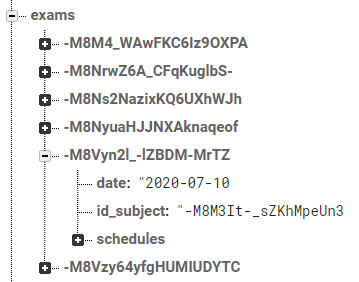 exams
-M8M4_WAwFKC6Iz9OXPA
-M8NrwZ6A_CFqKuglbS-
-M8Ns2NazixKQ6UXhWJh
-M8NyuaHJJNXAknaqeof
-M8Vyn2l_-lZBDM-MrTZ
date: "2020-07-10
id_subject: "-M8M3It-_sZKhMpeUn3
schedules
-M8Vzy64yfgHUMIUDYTC